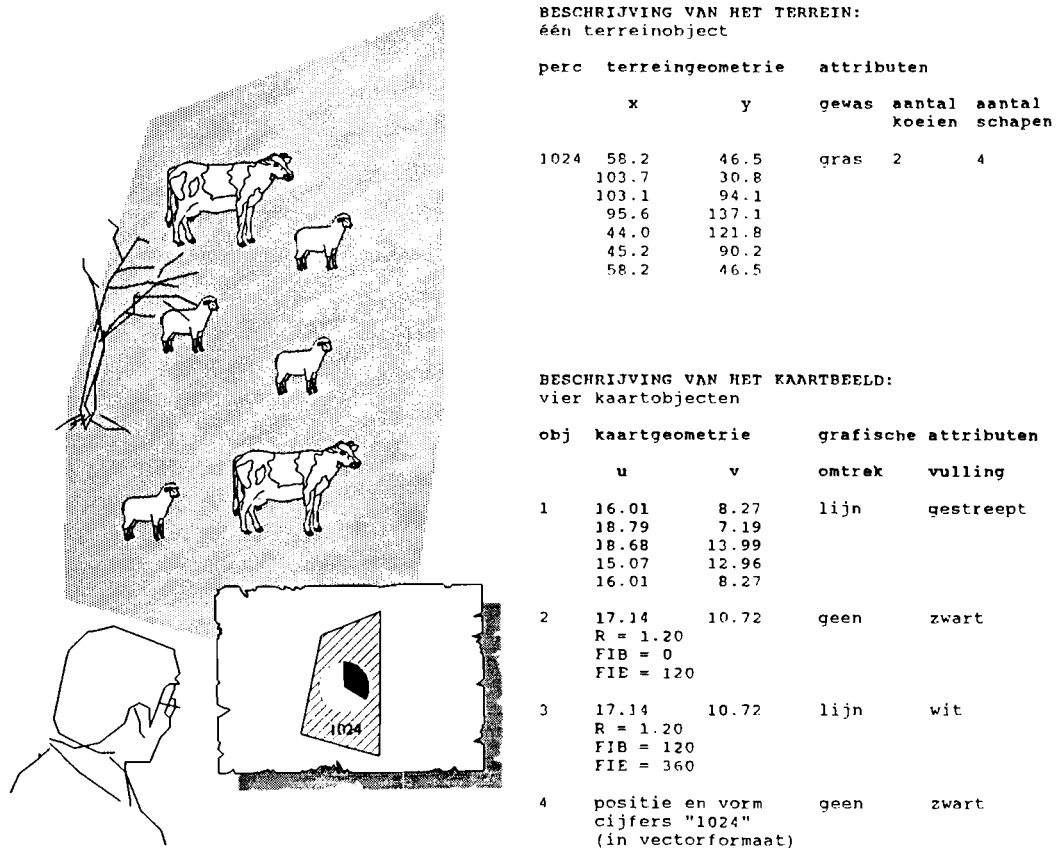 BESCHRIJVING VAN HET TERREIN:
één terreinobject
perc terreingeometrie attributen
x y gewas aantal aantal
koeien schapen
1024 58.2 46.5 gras 2 4
103.7 30.8
103.1 94.1
95.6 137.1
44.0 121.8
45.2 90.2
58.2 46.5
BESCHRIJVING VAN HET KAARTBEELD:
vier kaartobjecten
obj kaartgeometrie grafische attributen
u v omtrek vulling
1 16.01 8.27 lijn gestreept
18.79 7.19
18.68 13.99
15.07 12.96
16.01 8.27
2 17.14 10.72 geen zwart
R = 1.20
FIB = 0
FIE = 120
3 17.14 10.72 lijn wit
R = 1.20
FIB = 120
FIE = 360
4 positie en vorm geen zwart
cijfers "1024"
(in vectorformaat)
1024